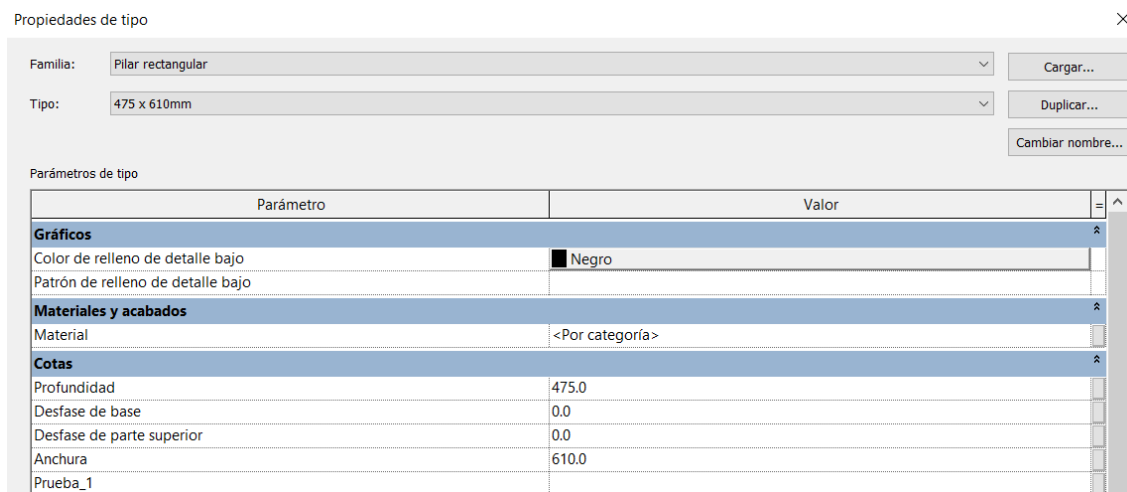 Propiedades de tipo
Familia: Pilar rectangular Cargar...
Tipo: 475 x 610mm Duplicar...
Cambiar nombre...
Parámetros de tipo
Parámetro Valor =
Gráficos
Color de relleno de detalle bajo Negro
Patrón de relleno de detalle bajo
Materiales y acabados
Material <Por categoría>
Cotas
Profundidad 475.0
Desfase de base 0.0
Desfase de parte superior 0.0
Anchura 610.0
Prueba_1